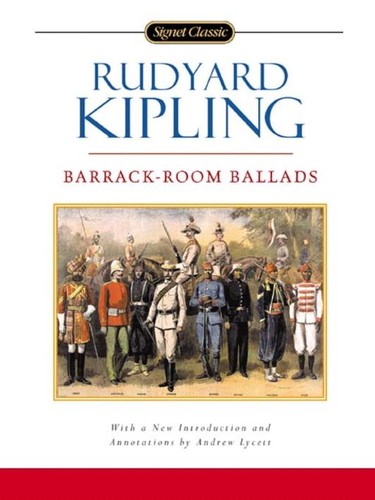 Signet Classic
RUDYARD
KIPLING
BARRACK-ROOM BALLADS
With a New Introduction and
Annotations by Andrew Lycett